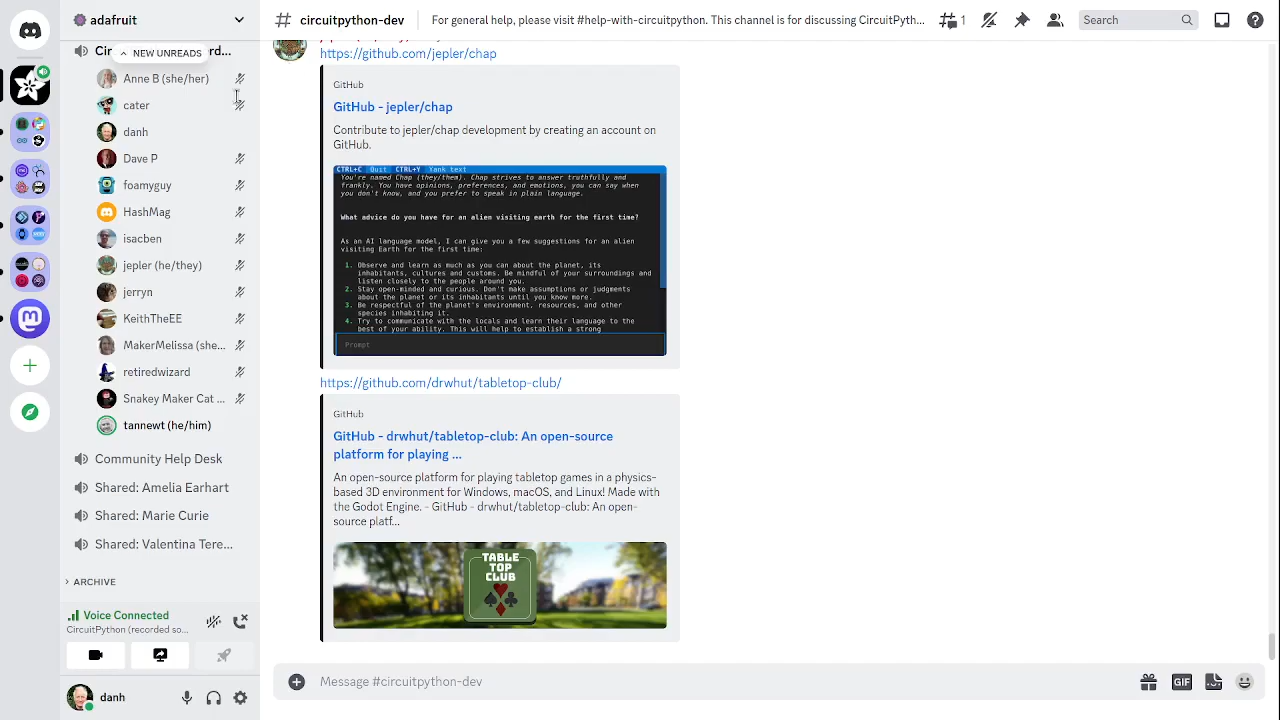 adafruit
# circuitpython-dev
For general help, please visit #help-with-circuitpython. This channel is for discussing CircuitPyth...
1
Search
NEW UNREADS
Anne B (she/her)
cater
danh
Dave P
foamyguy
HashMag
isacben
jepler (he/they)
KeithTheEE
Maker Melissa (she...
retiredwizard
Snakey Maker Cat ...
tannewt (he/him)
Community Help Desk
Shared: Amelia Earhart
Shared: Marie Curie
Shared: Valentina Tere...
ARCHIVE
Voice Connected
CircuitPython (recorded so...
danh
https://github.com/jepler/chap
GitHub
GitHub - jepler/chap
Contribute to jepler/chap development by creating an account on
GitHub.
CTRL+C Quit CTRL+Y Yank text
You're named Chap (they/them). Chap strives to answer truthfully and
frankly. You have opinions, preferences, and emotions, you can say when
you don't know, and you prefer to speak in plain language.
What advice do you have for an alien visiting earth for the first time?
As an AI language model, I can give you a few suggestions for an alien
visiting Earth for the first time:
1. Observe and learn as much as you can about the planet, its
inhabitants, cultures and customs. Be mindful of your surroundings and
listen closely to the people around you.
2. Stay open-minded and curious. Don't make assumptions or judgments
about the planet or its inhabitants until you know more.
3. Be respectful of the planet's environment, resources, and other
species inhabiting it.
4. Try to communicate with the locals and learn their language to the
best of your ability. This will help to establish a strong
Prompt
https://github.com/drwhut/tabletop-club/
GitHub
GitHub - drwhut/tabletop-club: An open-source
platform for playing ...
An open-source platform for playing tabletop games in a physics-
based 3D environment for Windows, macOS, and Linux! Made with
the Godot Engine. - GitHub - drwhut/tabletop-club: An open-
source platf...
TABLE
TOP
CLUB
Message #circuitpython-dev
GIF